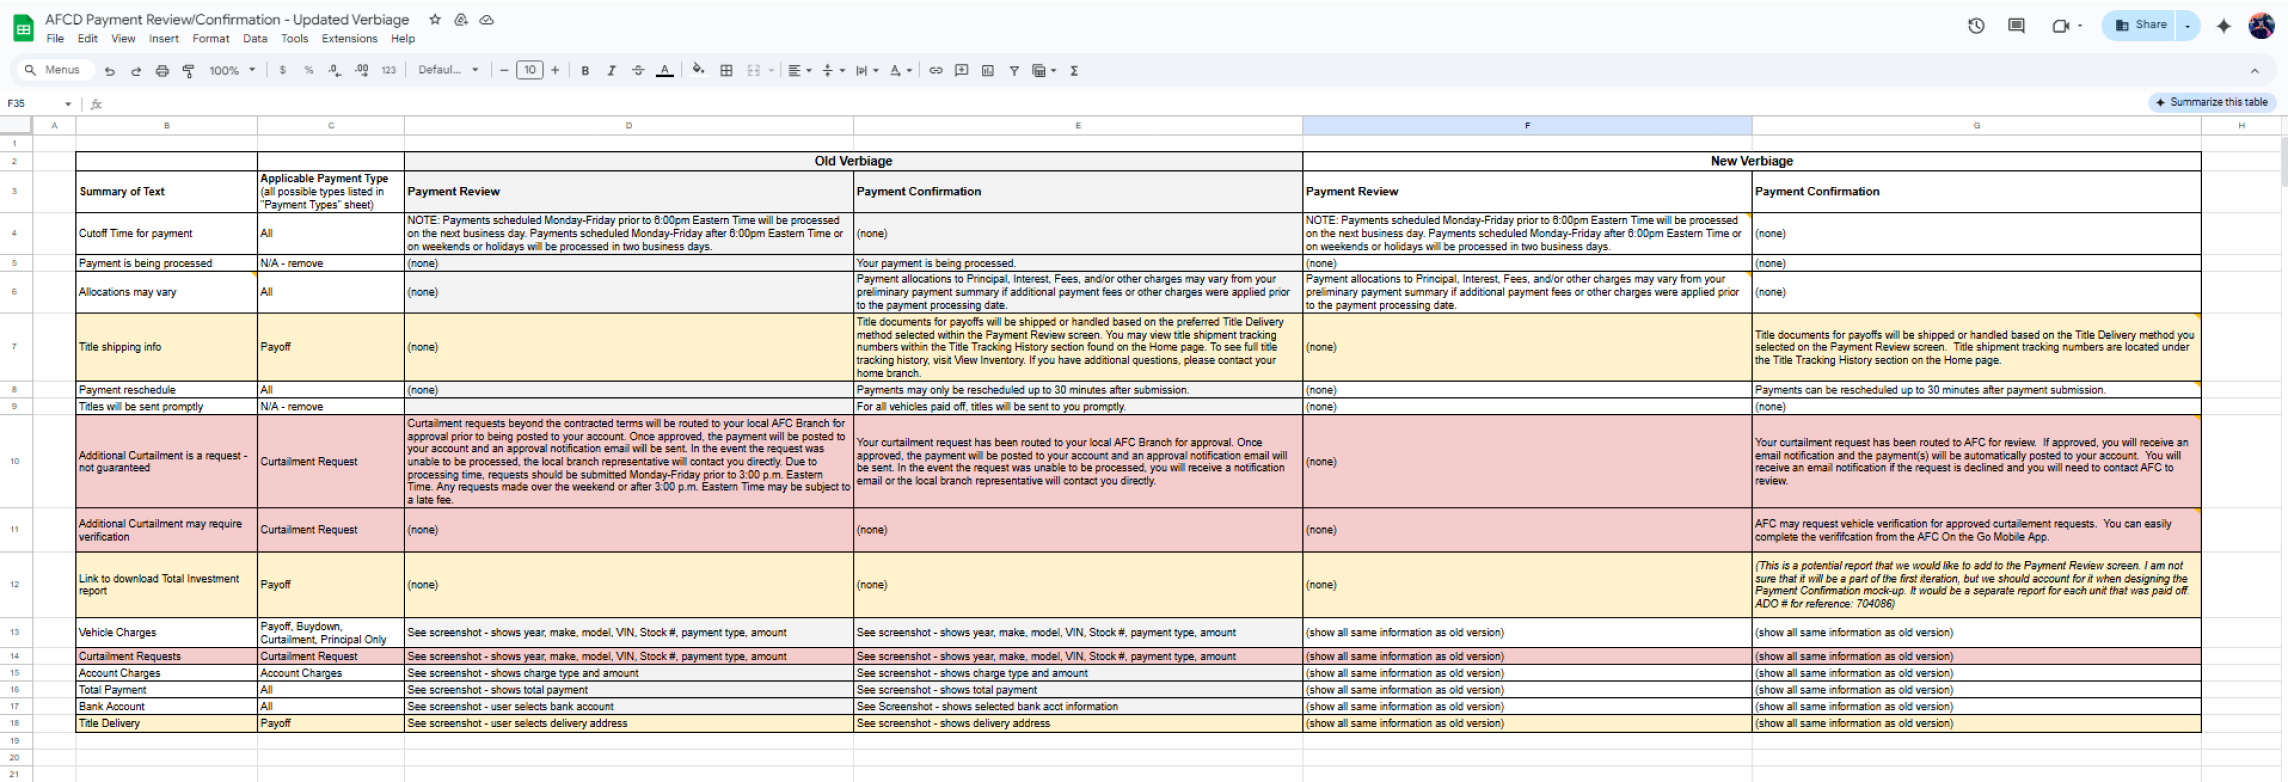 AFCD Payment Review/Confirmation - Updated Verbiage
File Edit View Insert Format Data Tools Extensions Help
Share
Menus 100% $ % .0 .00 123 Defaul... − 10 + B I A
F35 fx
Summarize this table
A B C D E F G H
1
2 Old Verbiage New Verbiage
3
Summary of Text
Applicable Payment Type
(all possible types listed in
"Payment Types" sheet)
Payment Review
Payment Confirmation
Payment Review
Payment Confirmation
4
Cutoff Time for payment
All
NOTE: Payments scheduled Monday-Friday prior to 6:00pm Eastern Time will be processed
on the next business day. Payments scheduled Monday-Friday after 6:00pm Eastern Time or
on weekends or holidays will be processed in two business days.
(none)
NOTE: Payments scheduled Monday-Friday prior to 6:00pm Eastern Time will be processed
on the next business day. Payments scheduled Monday-Friday after 6:00pm Eastern Time or
on weekends or holidays will be processed in two business days.
(none)
5
Payment is being processed
N/A - remove
(none)
Your payment is being processed.
(none)
(none)
6
Allocations may vary
All
(none)
Payment allocations to Principal, Interest, Fees, and/or other charges may vary from your
preliminary payment summary if additional payment fees or other charges were applied prior
to the payment processing date.
Payment allocations to Principal, Interest, Fees, and/or other charges may vary from your
preliminary payment summary if additional payment fees or other charges were applied prior
to the payment processing date.
(none)
7
Title shipping info
Payoff
(none)
Title documents for payoffs will be shipped or handled based on the preferred Title Delivery
method selected within the Payment Review screen. You may view title shipment tracking
numbers within the Title Tracking History section found on the Home page. To see full title
tracking history, visit View Inventory. If you have additional questions, please contact your
home branch.
(none)
Title documents for payoffs will be shipped or handled based on the Title Delivery method you
selected on the Payment Review screen.  Title shipment tracking numbers are located under
the Title Tracking History section on the Home page.
8
Payment reschedule
All
(none)
Payments may only be rescheduled up to 30 minutes after submission.
(none)
Payments can be rescheduled up to 30 minutes after payment submission.
9
Titles will be sent promptly
N/A - remove
(none)
For all vehicles paid off, titles will be sent to you promptly.
(none)
(none)
10
Additional Curtailment is a request -
not guaranteed
Curtailment Request
Curtailment requests beyond the contracted terms will be routed to your local AFC Branch for
approval prior to being posted to your account. Once approved, the payment will be posted to
your account and an approval notification email will be sent. In the event the request was
unable to be processed, the local branch representative will contact you directly. Due to
processing time, requests should be submitted Monday-Friday prior to 3:00 p.m. Eastern
Time. Any requests made over the weekend or after 3:00 p.m. Eastern Time may be subject to
a late fee.
Your curtailment request has been routed to your local AFC Branch for approval. Once
approved, the payment will be posted to your account and an approval notification email will
be sent. In the event the request was unable to be processed, you will receive a notification
email or the local branch representative will contact you directly.
(none)
Your curtailment request has been routed to AFC for review.  If approved, you will receive an
email notification and the payment(s) will be automatically posted to your account.  You will
receive an email notification if the request is declined and you will need to contact AFC to
review.
11
Additional Curtailment may require
verification
Curtailment Request
(none)
(none)
(none)
AFC may request vehicle verification for approved curtailement requests.  You can easily
complete the verififcation from the AFC On the Go Mobile App.
12
Link to download Total Investment
report
Payoff
(none)
(none)
(none)
(This is a potential report that we would like to add to the Payment Review screen. I am not
sure that it will be a part of the first iteration, but we should account for it when designing the
Payment Confirmation mock-up. It would be a separate report for each unit that was paid off.
ADO # for reference: 704086)
13
Vehicle Charges
Payoff, Buydown,
Curtailment, Principal Only
See screenshot - shows year, make, model, VIN, Stock #, payment type, amount
See screenshot - shows year, make, model, VIN, Stock #, payment type, amount
(show all same information as old version)
(show all same information as old version)
14
Curtailment Requests
Curtailment Request
See screenshot - shows year, make, model, VIN, Stock #, payment type, amount
See screenshot - shows year, make, model, VIN, Stock #, payment type, amount
(show all same information as old version)
(show all same information as old version)
15
Account Charges
Account Charges
See screenshot - shows charge type and amount
See screenshot - shows charge type and amount
(show all same information as old version)
(show all same information as old version)
16
Total Payment
All
See screenshot - shows total payment
See screenshot - shows total payment
(show all same information as old version)
(show all same information as old version)
17
Bank Account
All
See screenshot - user selects bank account
See Screenshot - shows selected bank acct information
(show all same information as old version)
(show all same information as old version)
18
Title Delivery
Payoff
See screenshot - user selects delivery address
See screenshot - shows delivery address
(show all same information as old version)
(show all same information as old version)
19
20
21